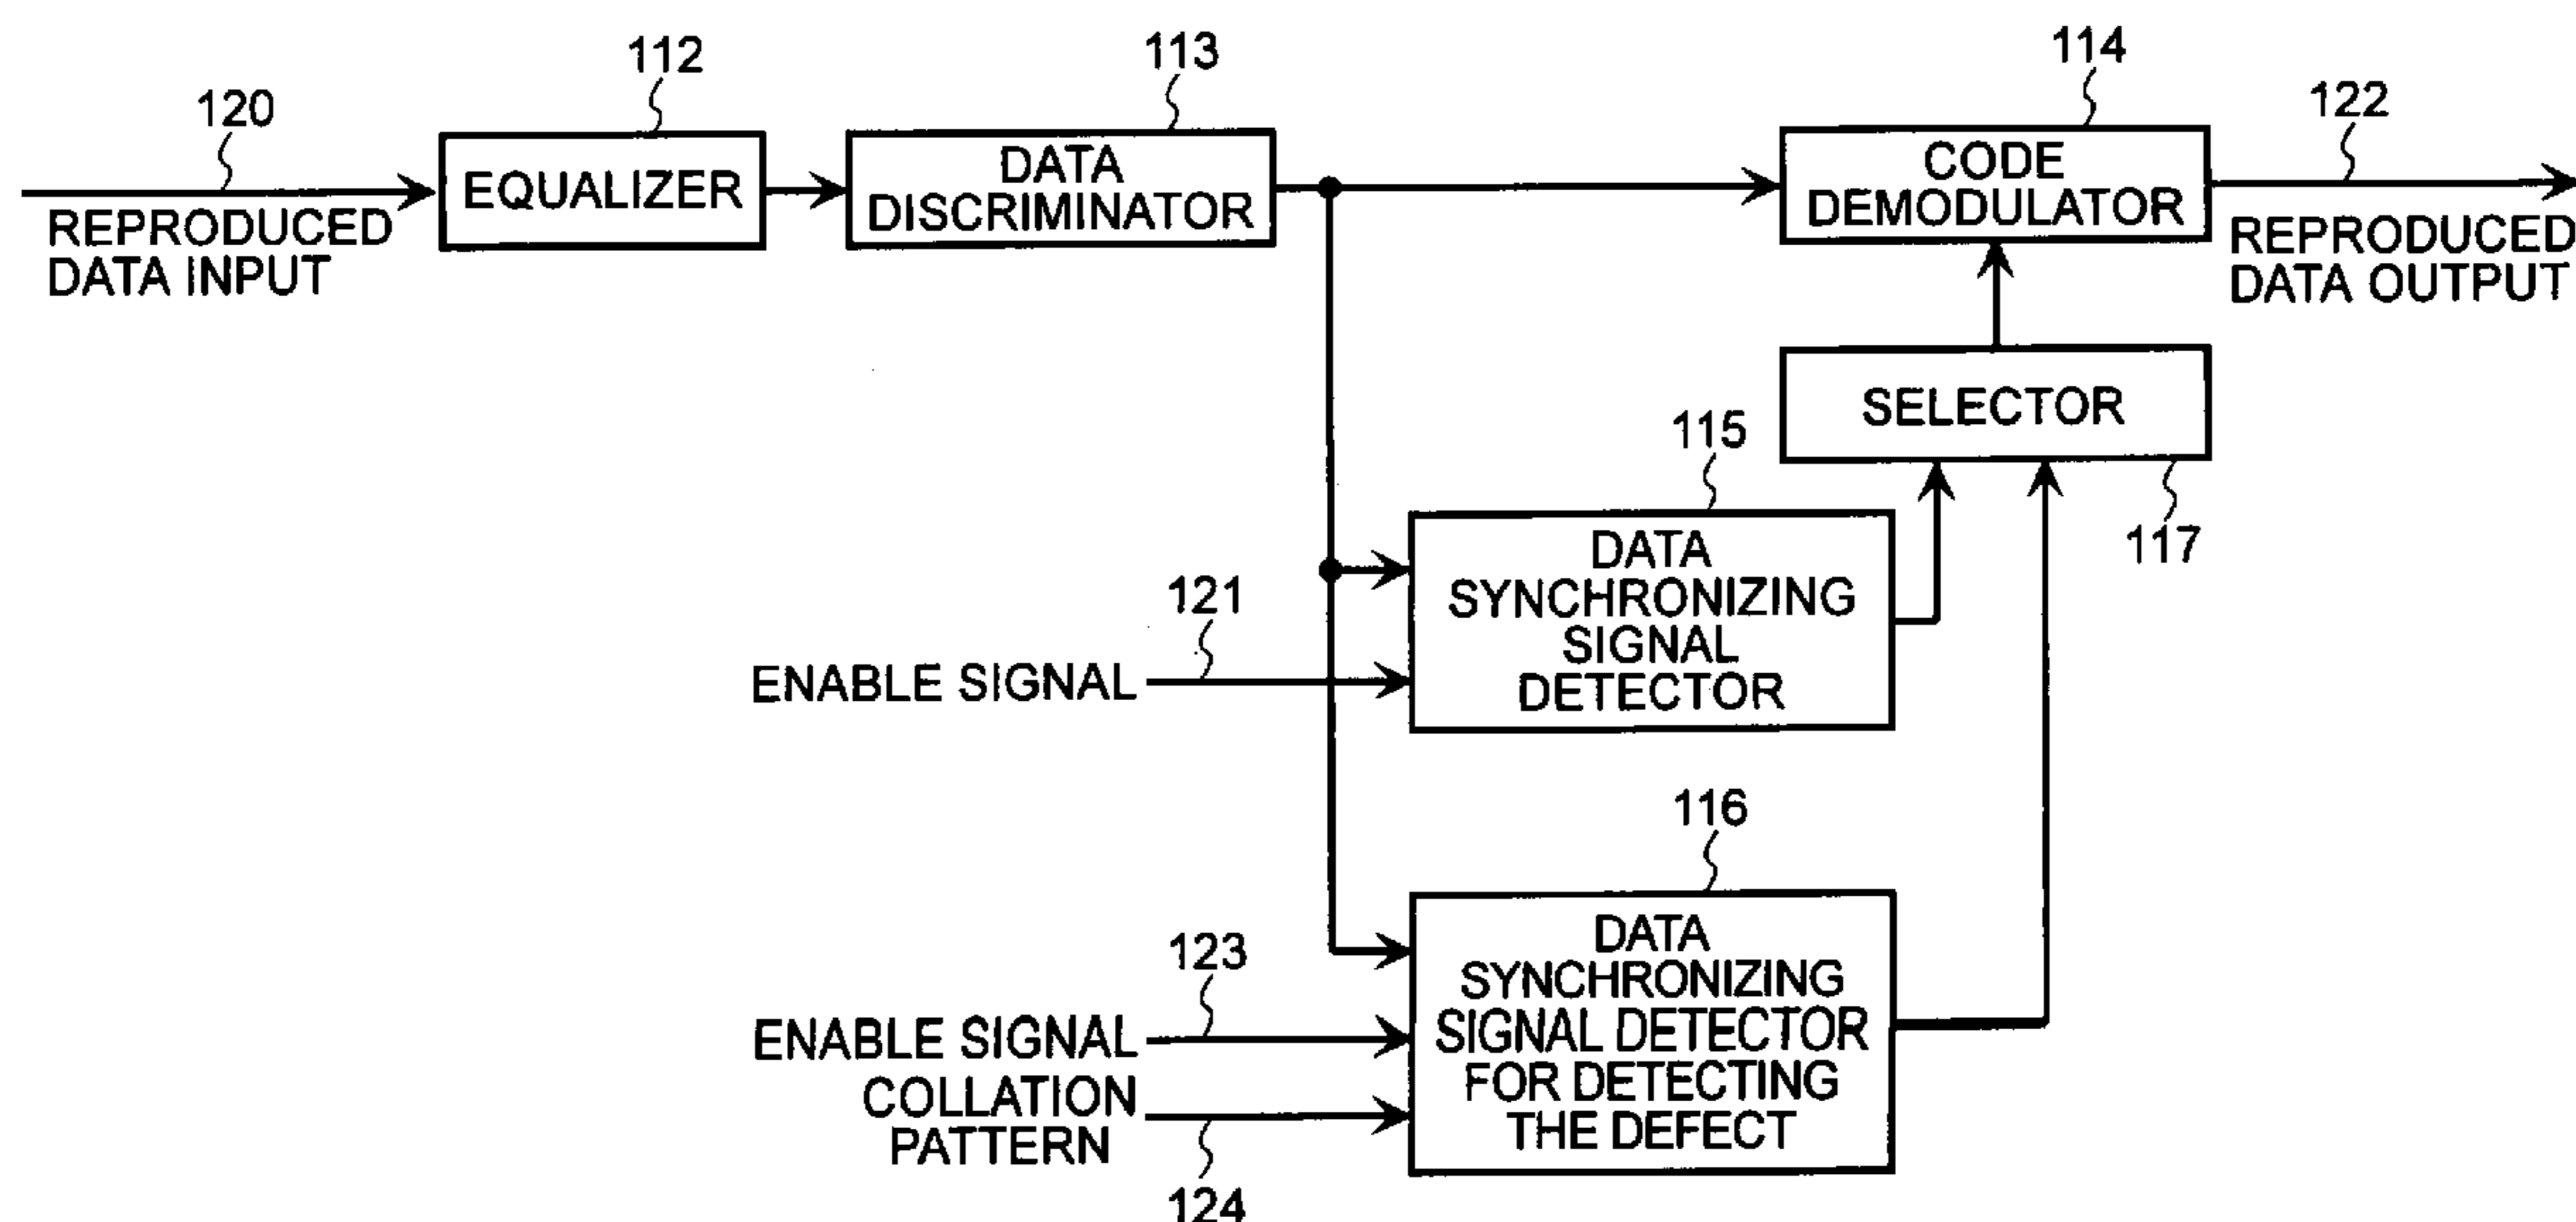 112
113
114
120
122
EQUALIZER
DATA
DISCRIMINATOR
CODE
DEMODULATOR
REPRODUCED
DATA INPUT
REPRODUCED
DATA OUTPUT
SELECTOR
117
115
DATA
SYNCHRONIZING
SIGNAL
DETECTOR
121
ENABLE SIGNAL
116
DATA
SYNCHRONIZING
SIGNAL DETECTOR
FOR DETECTING
THE DEFECT
123
ENABLE SIGNAL
COLLATION
PATTERN
124